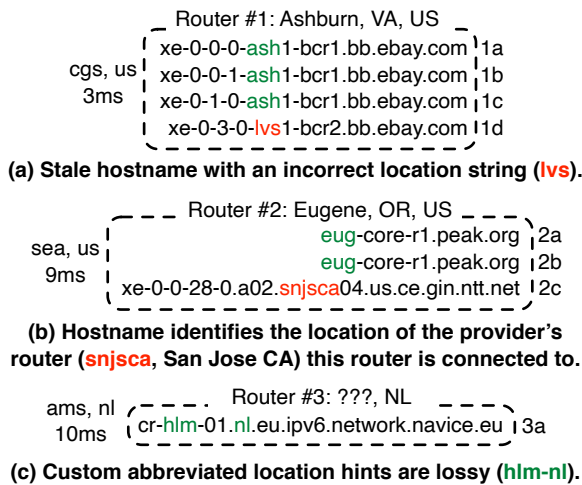 Router #1: Ashburn, VA, US
xe-0-0-0-ash1-bcr1.bb.ebay.com 1a
cgs, us xe-0-0-1-ash1-bcr1.bb.ebay.com 1b
3ms xe-0-1-0-ash1-bcr1.bb.ebay.com 1c
xe-0-3-0-lvs1-bcr2.bb.ebay.com 1d
(a) Stale hostname with an incorrect location string (lvs).
Router #2: Eugene, OR, US
sea, us eug-core-r1.peak.org 2a
9ms eug-core-r1.peak.org 2b
xe-0-0-28-0.a02.snjsca04.us.ce.gin.ntt.net 2c
(b) Hostname identifies the location of the provider's
router (snjsca, San Jose CA) this router is connected to.
Router #3: ???, NL
ams, nl
10ms cr-hlm-01.nl.eu.ipv6.network.navice.eu 3a
(c) Custom abbreviated location hints are lossy (hlm-nl).